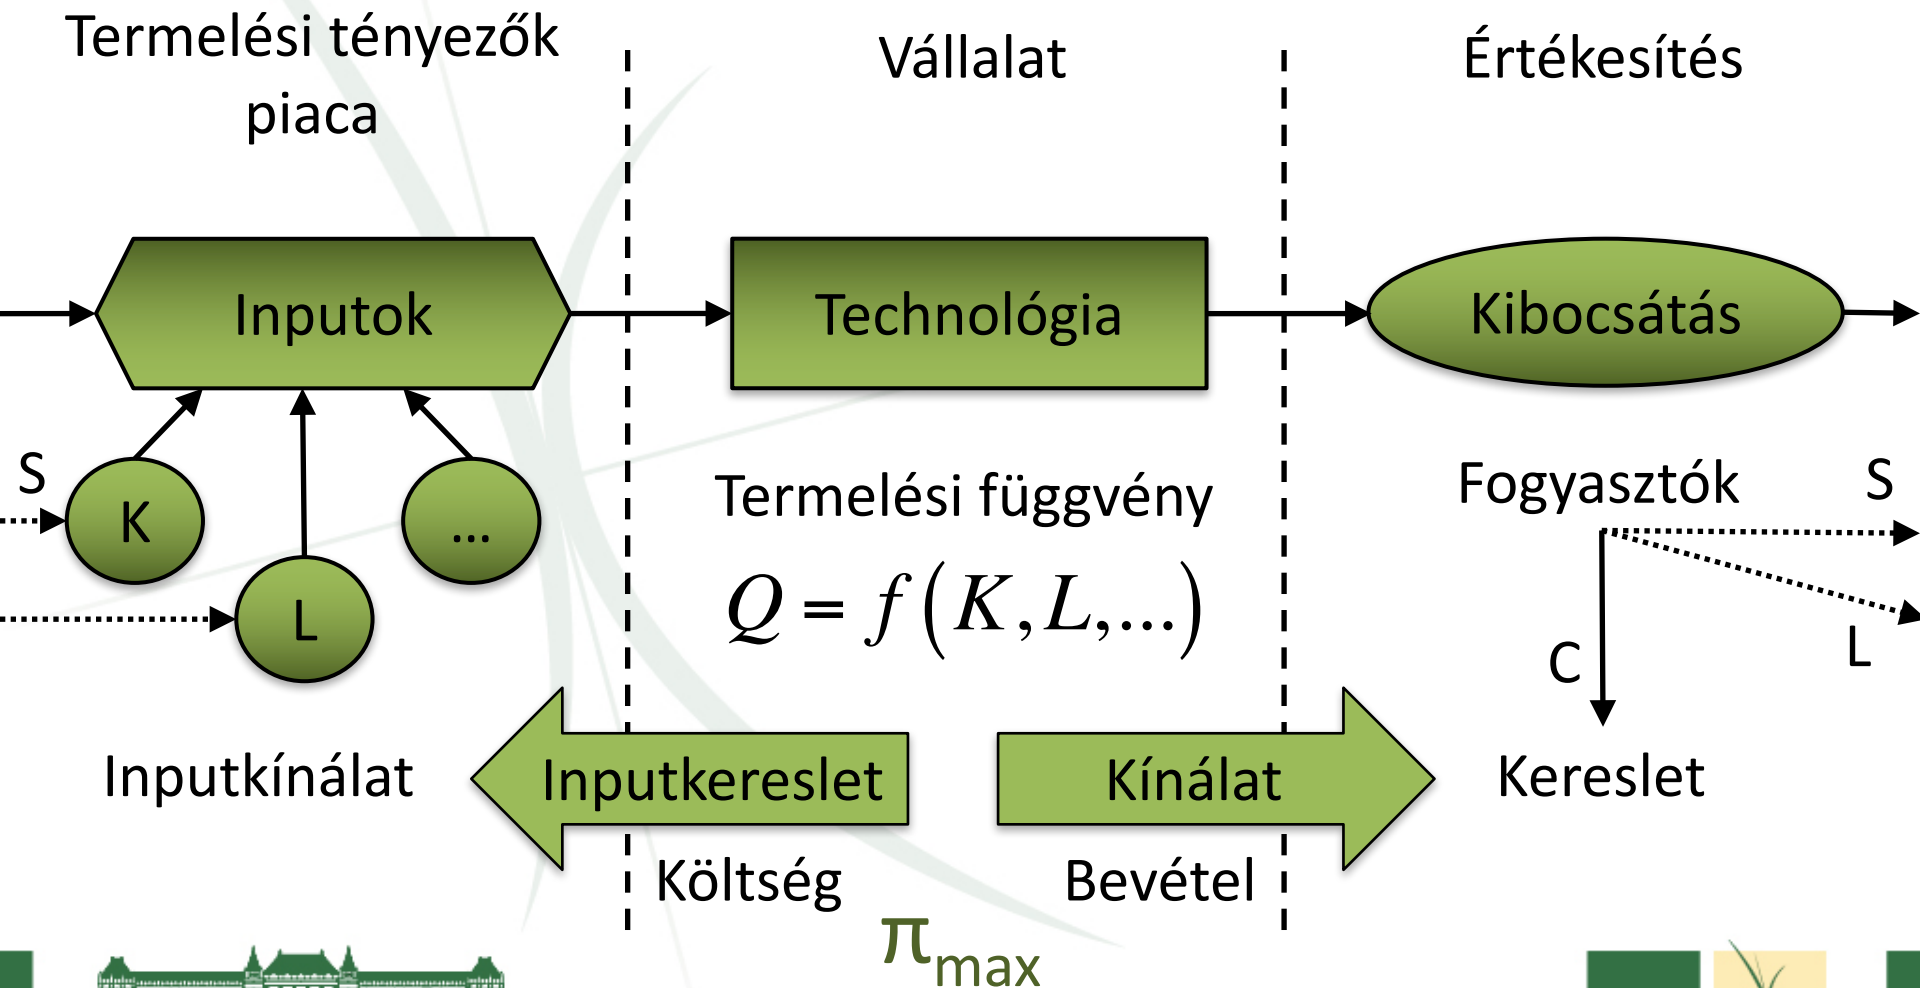 Termelési tényezők
piaca
Vállalat
Értékesítés
Inputok
Technológia
Kibocsátás
S
K
L
...
Termelési függvény
Q = f(K,L,...)
Fogyasztók
S
L
C
Inputkínálat
Inputkereslet
Kínálat
Kereslet
Költség
Bevétel
πmax